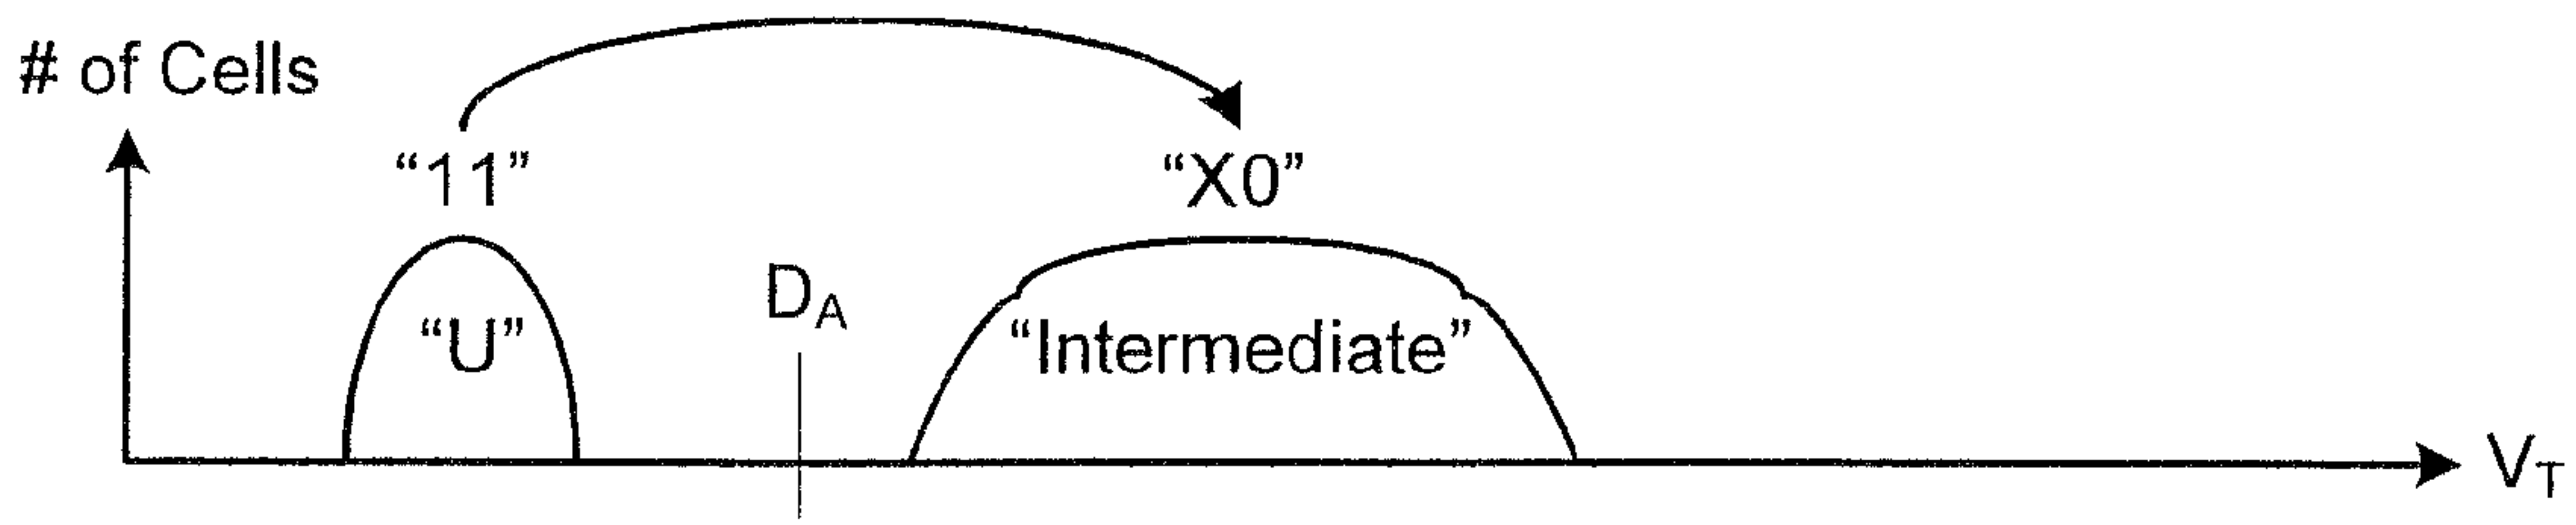 # of Cells
“11”
“X0”
“U”
D_A
“Intermediate”
V_T